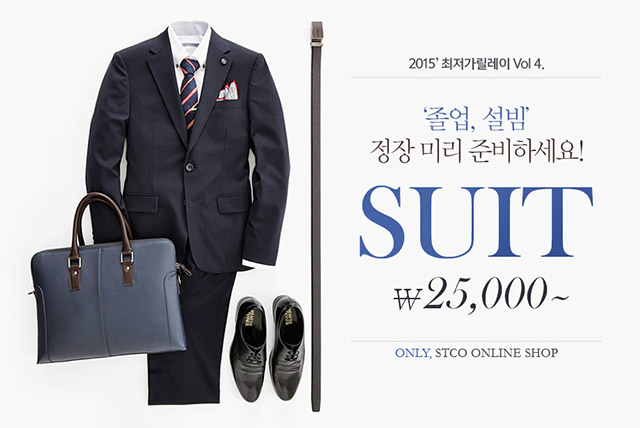 2015' 최저가릴레이 Vol 4.
‘졸업, 설빔’
정장 미리 준비하세요!
SUIT
₩25,000~
ONLY, STCO ONLINE SHOP